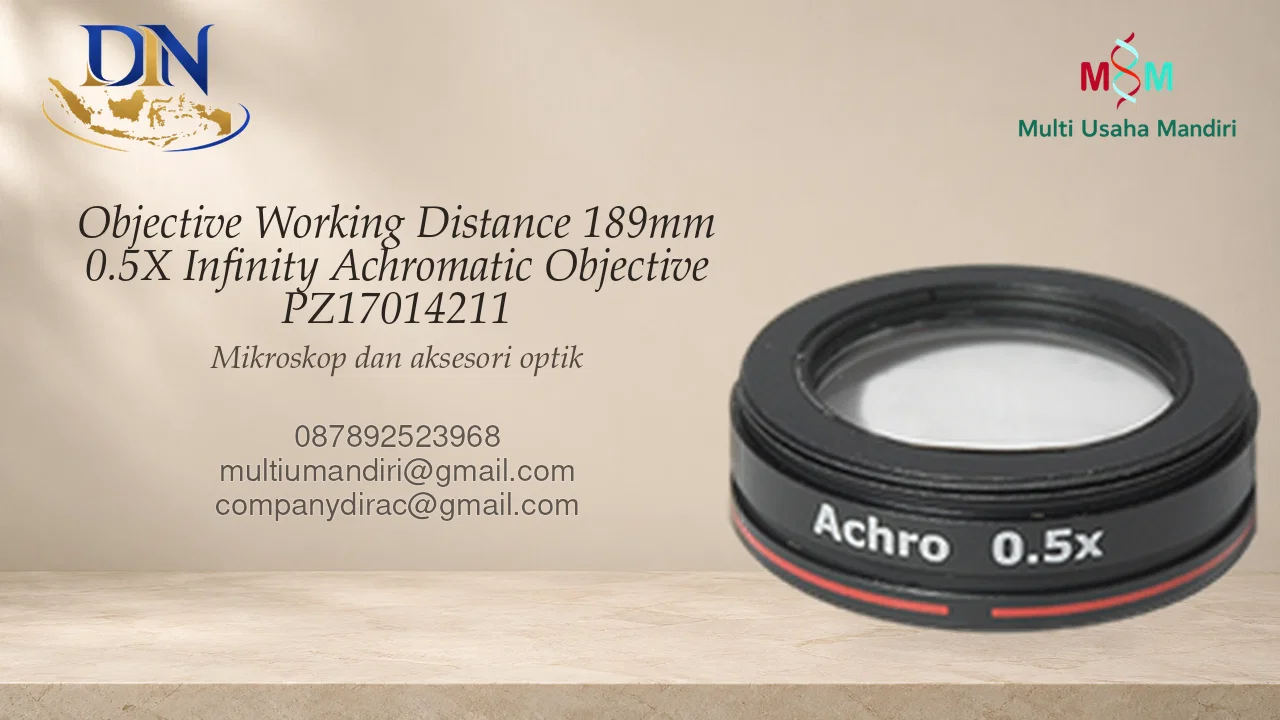 DN
M M
Multi Usaha Mandiri
Objective Working Distance 189mm
0.5X Infinity Achromatic Objective
PZ17014211
Mikroskop dan aksesori optik
087892523968
multiumandiri@gmail.com
companydirac@gmail.com
Achro 0.5x